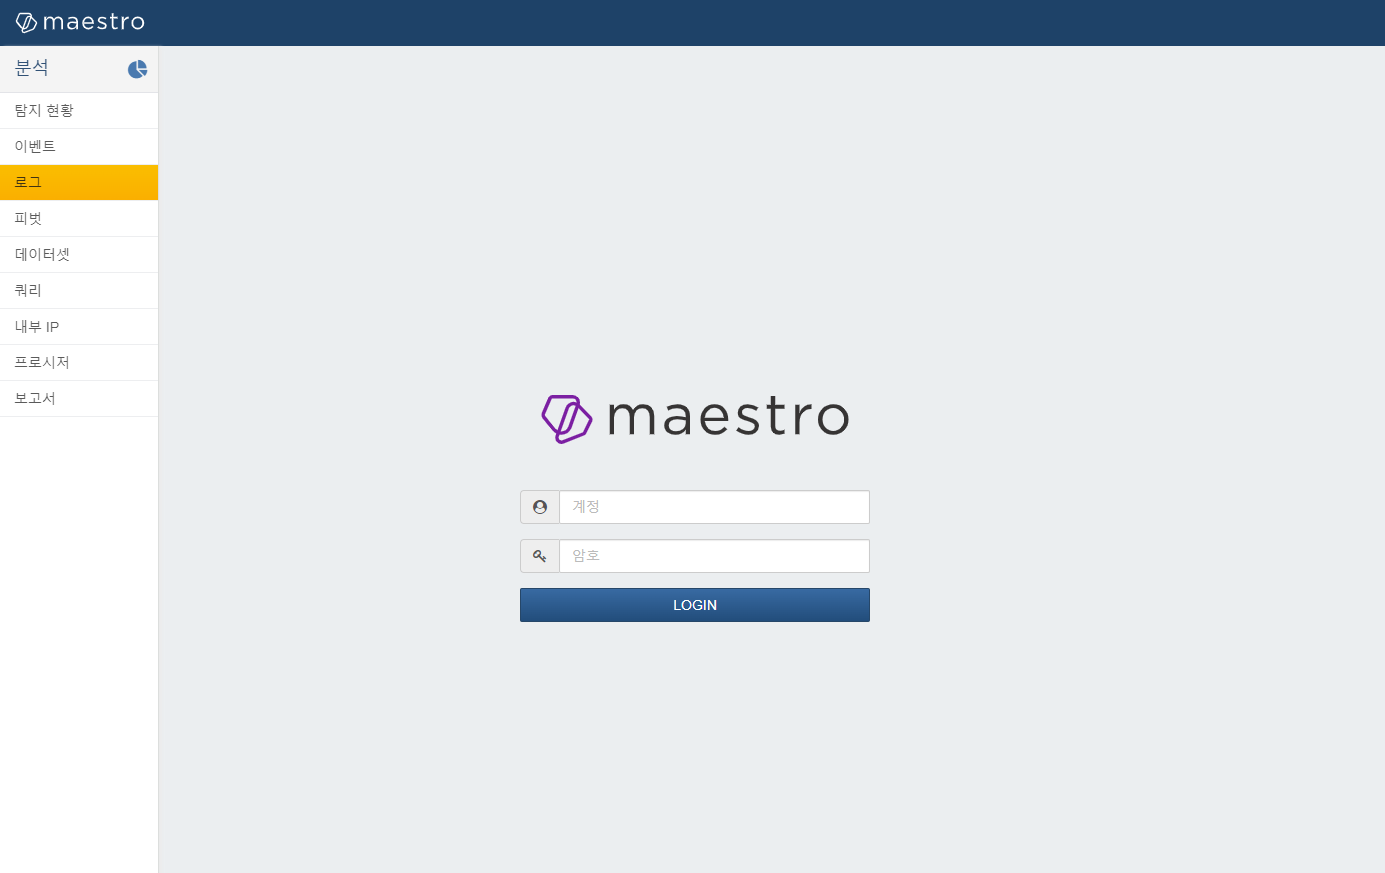 maestro
분석
탐지 현황
이벤트
로그
피벗
데이터셋
쿼리
내부 IP
프로시저
보고서
maestro
계정
암호
LOGIN